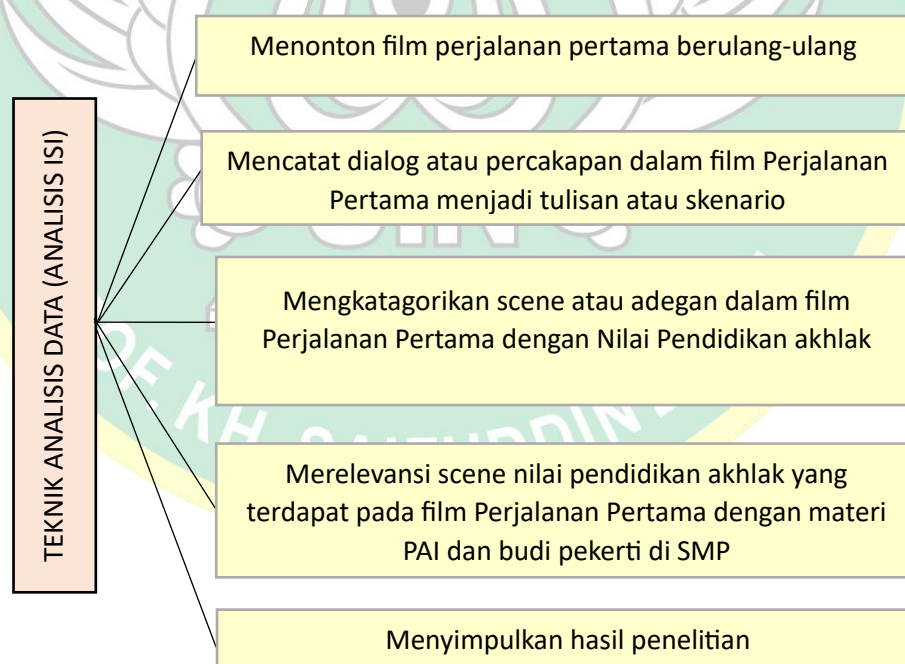 TEKNIK ANALISIS DATA (ANALISIS ISI)
Menonton film perjalanan pertama berulang-ulang
Mencatat dialog atau percakapan dalam film Perjalanan
Pertama menjadi tulisan atau skenario
Mengkatagorikan scene atau adegan dalam film
Perjalanan Pertama dengan Nilai Pendidikan akhlak
Merelevansi scene nilai pendidikan akhlak yang
terdapat pada film Perjalanan Pertama dengan materi
PAI dan budi pekerti di SMP
Menyimpulkan hasil penelitian